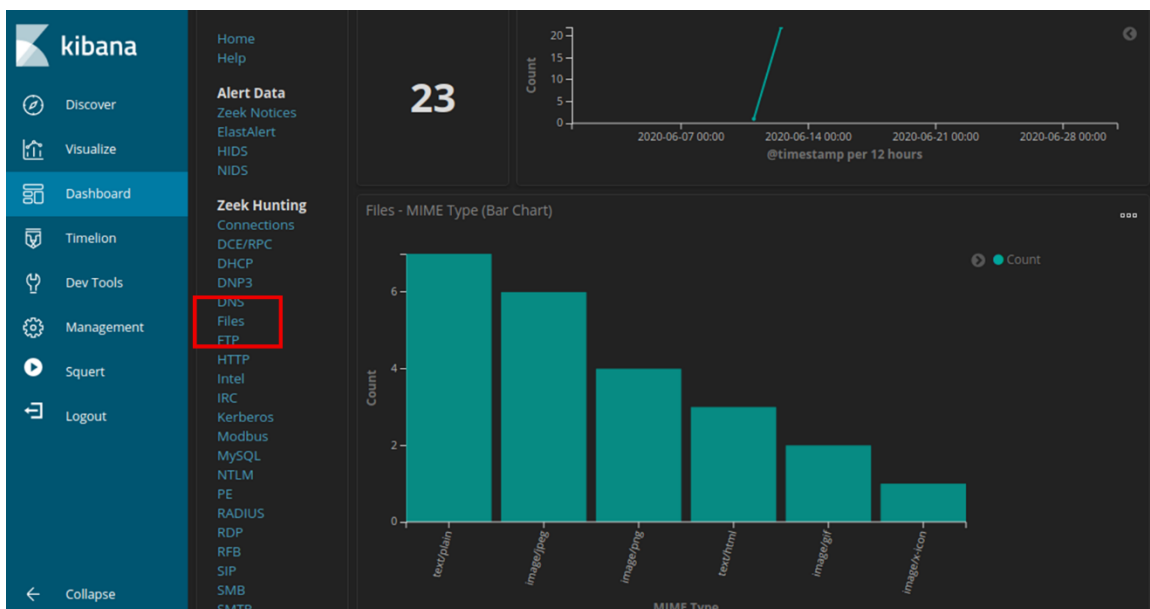 kibana
Discover
Visualize
Dashboard
Timelion
Dev Tools
Management
Squert
Logout
Collapse
Home
Help
Alert Data
Zeek Notices
ElastAlert
HIDS
NIDS
Zeek Hunting
Connections
DCE/RPC
DHCP
DNP3
DNS
Files
FTP
HTTP
Intel
IRC
Kerberos
Modbus
MySQL
NTLM
PE
RADIUS
RDP
RFB
SIP
SMB
SMTP
23
Count
20
15
10
5
0
2020-06-07 00:00
2020-06-14 00:00
2020-06-21 00:00
2020-06-28 00:00
@timestamp per 12 hours
Files - MIME Type (Bar Chart)
Count
Count
6
4
2
0
text/plain
image/jpeg
image/png
text/html
image/gif
image/x-icon
MIME Type